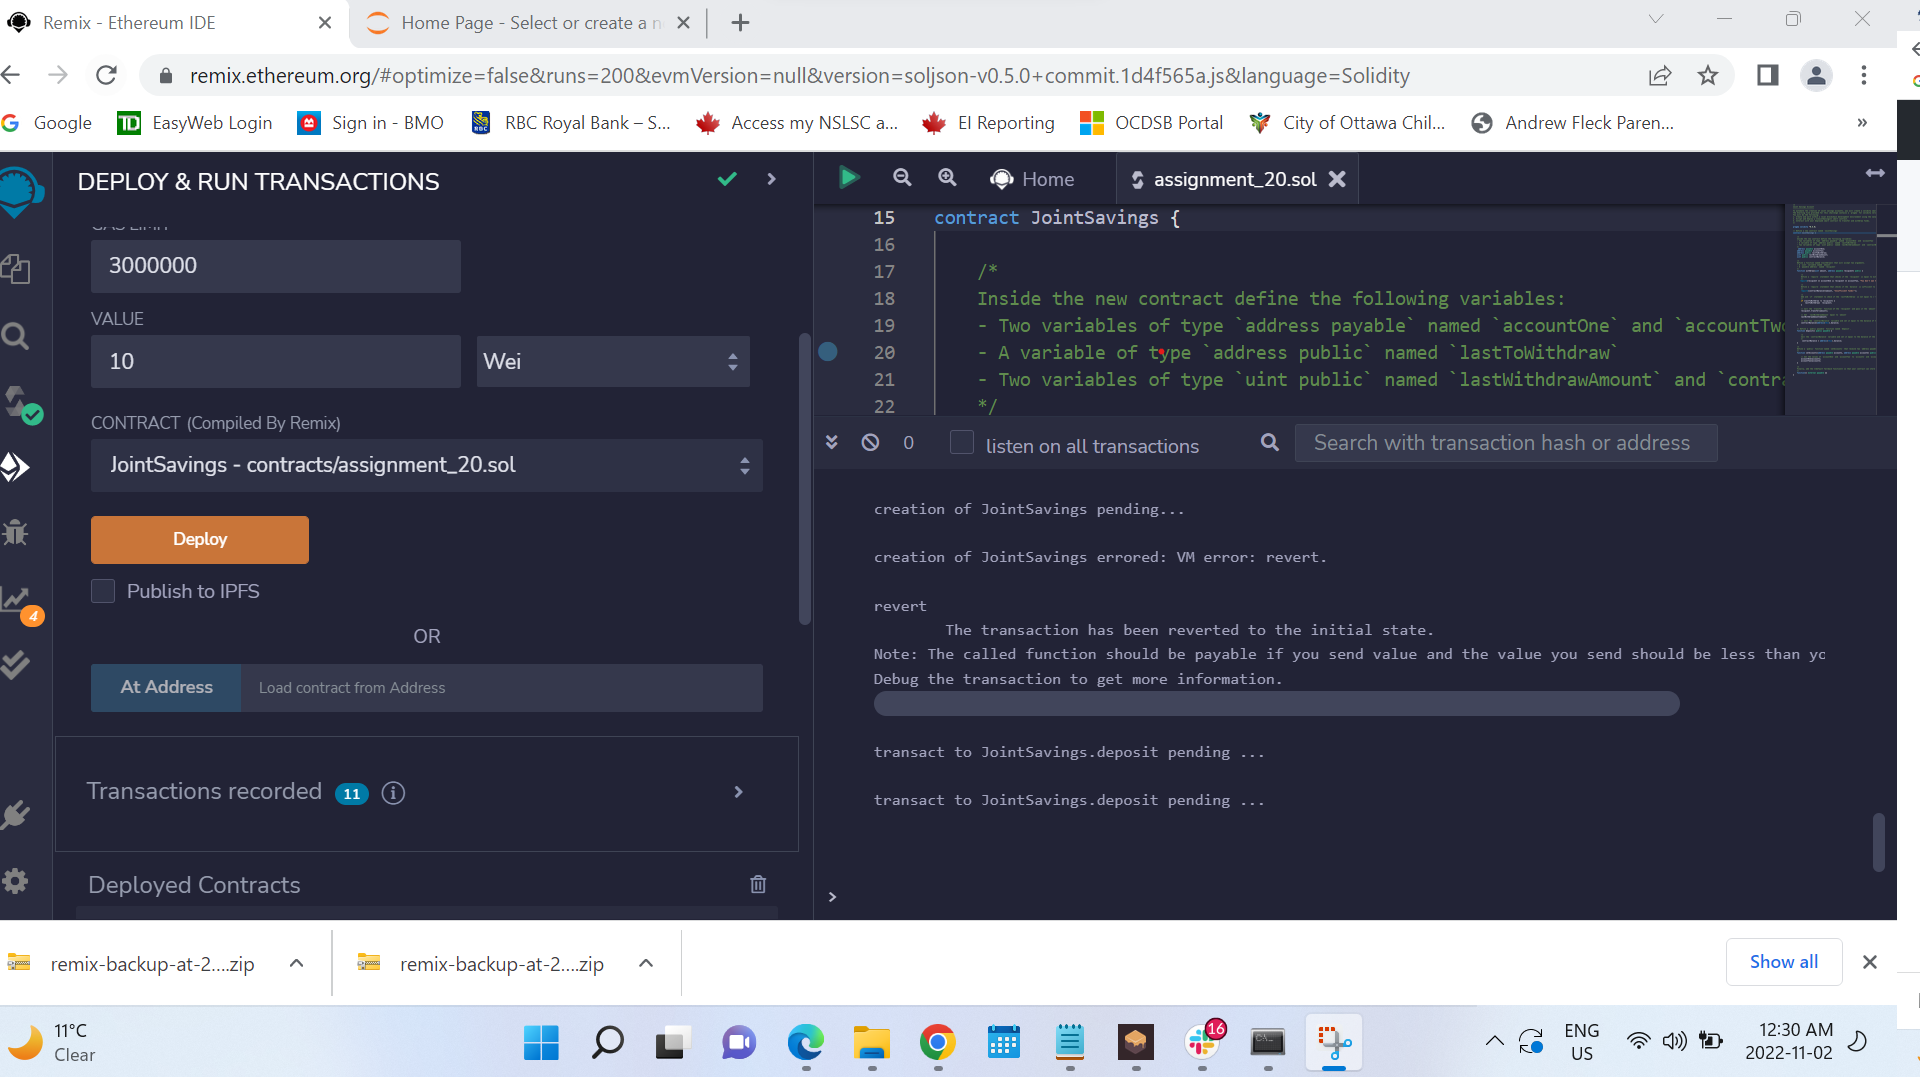 Remix - Ethereum IDE
Home Page - Select or create a n
remix.ethereum.org/#optimize=false&runs=200&evmVersion=null&version=soljson-v0.5.0+commit.1d4f565a.js&language=Solidity
Google
EasyWeb Login
Sign in - BMO
RBC Royal Bank – S...
Access my NSLSC a...
EI Reporting
OCDSB Portal
City of Ottawa Chil...
Andrew Fleck Paren...
»
DEPLOY & RUN TRANSACTIONS
GAS LIMIT
3000000
VALUE
10
Wei
CONTRACT (Compiled By Remix)
JointSavings - contracts/assignment_20.sol
Deploy
Publish to IPFS
OR
At Address
Load contract from Address
Transactions recorded 11 i
Deployed Contracts
4
Home
assignment_20.sol
15 contract JointSavings {
16
17 /*
18 Inside the new contract define the following variables:
19 - Two variables of type `address payable` named `accountOne` and `accountTwo
20 - A variable of type `address public` named `lastToWithdraw`
21 - Two variables of type `uint public` named `lastWithdrawAmount` and `contra
22 */
0
listen on all transactions
Search with transaction hash or address
creation of JointSavings pending...
creation of JointSavings errored: VM error: revert.
revert
The transaction has been reverted to the initial state.
Note: The called function should be payable if you send value and the value you send should be less than yo
Debug the transaction to get more information.
transact to JointSavings.deposit pending ...
transact to JointSavings.deposit pending ...
>
remix-backup-at-2....zip
remix-backup-at-2....zip
Show all
11°C
Clear
TD
RBC
16
ENG
US
12:30 AM
2022-11-02